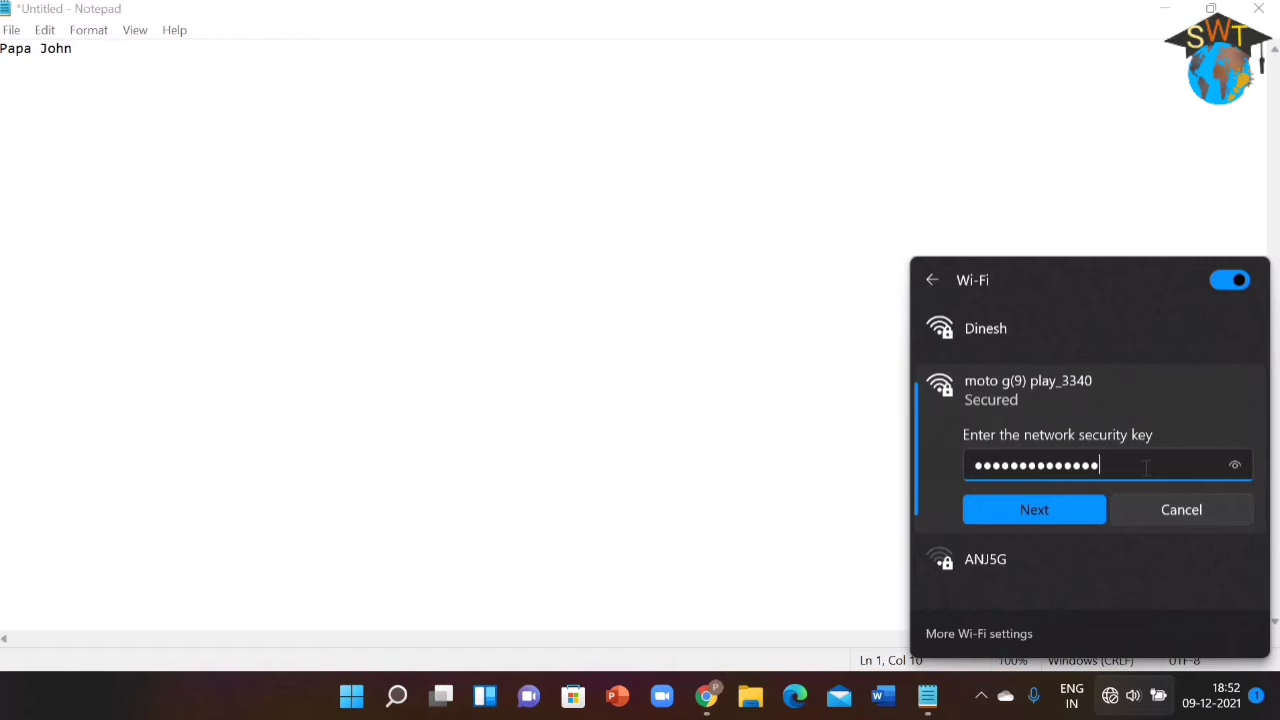 *Untitled - Notepad
File Edit Format View Help
Papa John
SWT
Wi-Fi
Dinesh
moto g(9) play_3340
Secured
Enter the network security key
••••••••••••••
Next Cancel
ANJ5G
More Wi-Fi settings
Ln 1, Col 10 100% Windows (CRLF) UTF-8
ENG
IN
18:52
09-12-2021
1